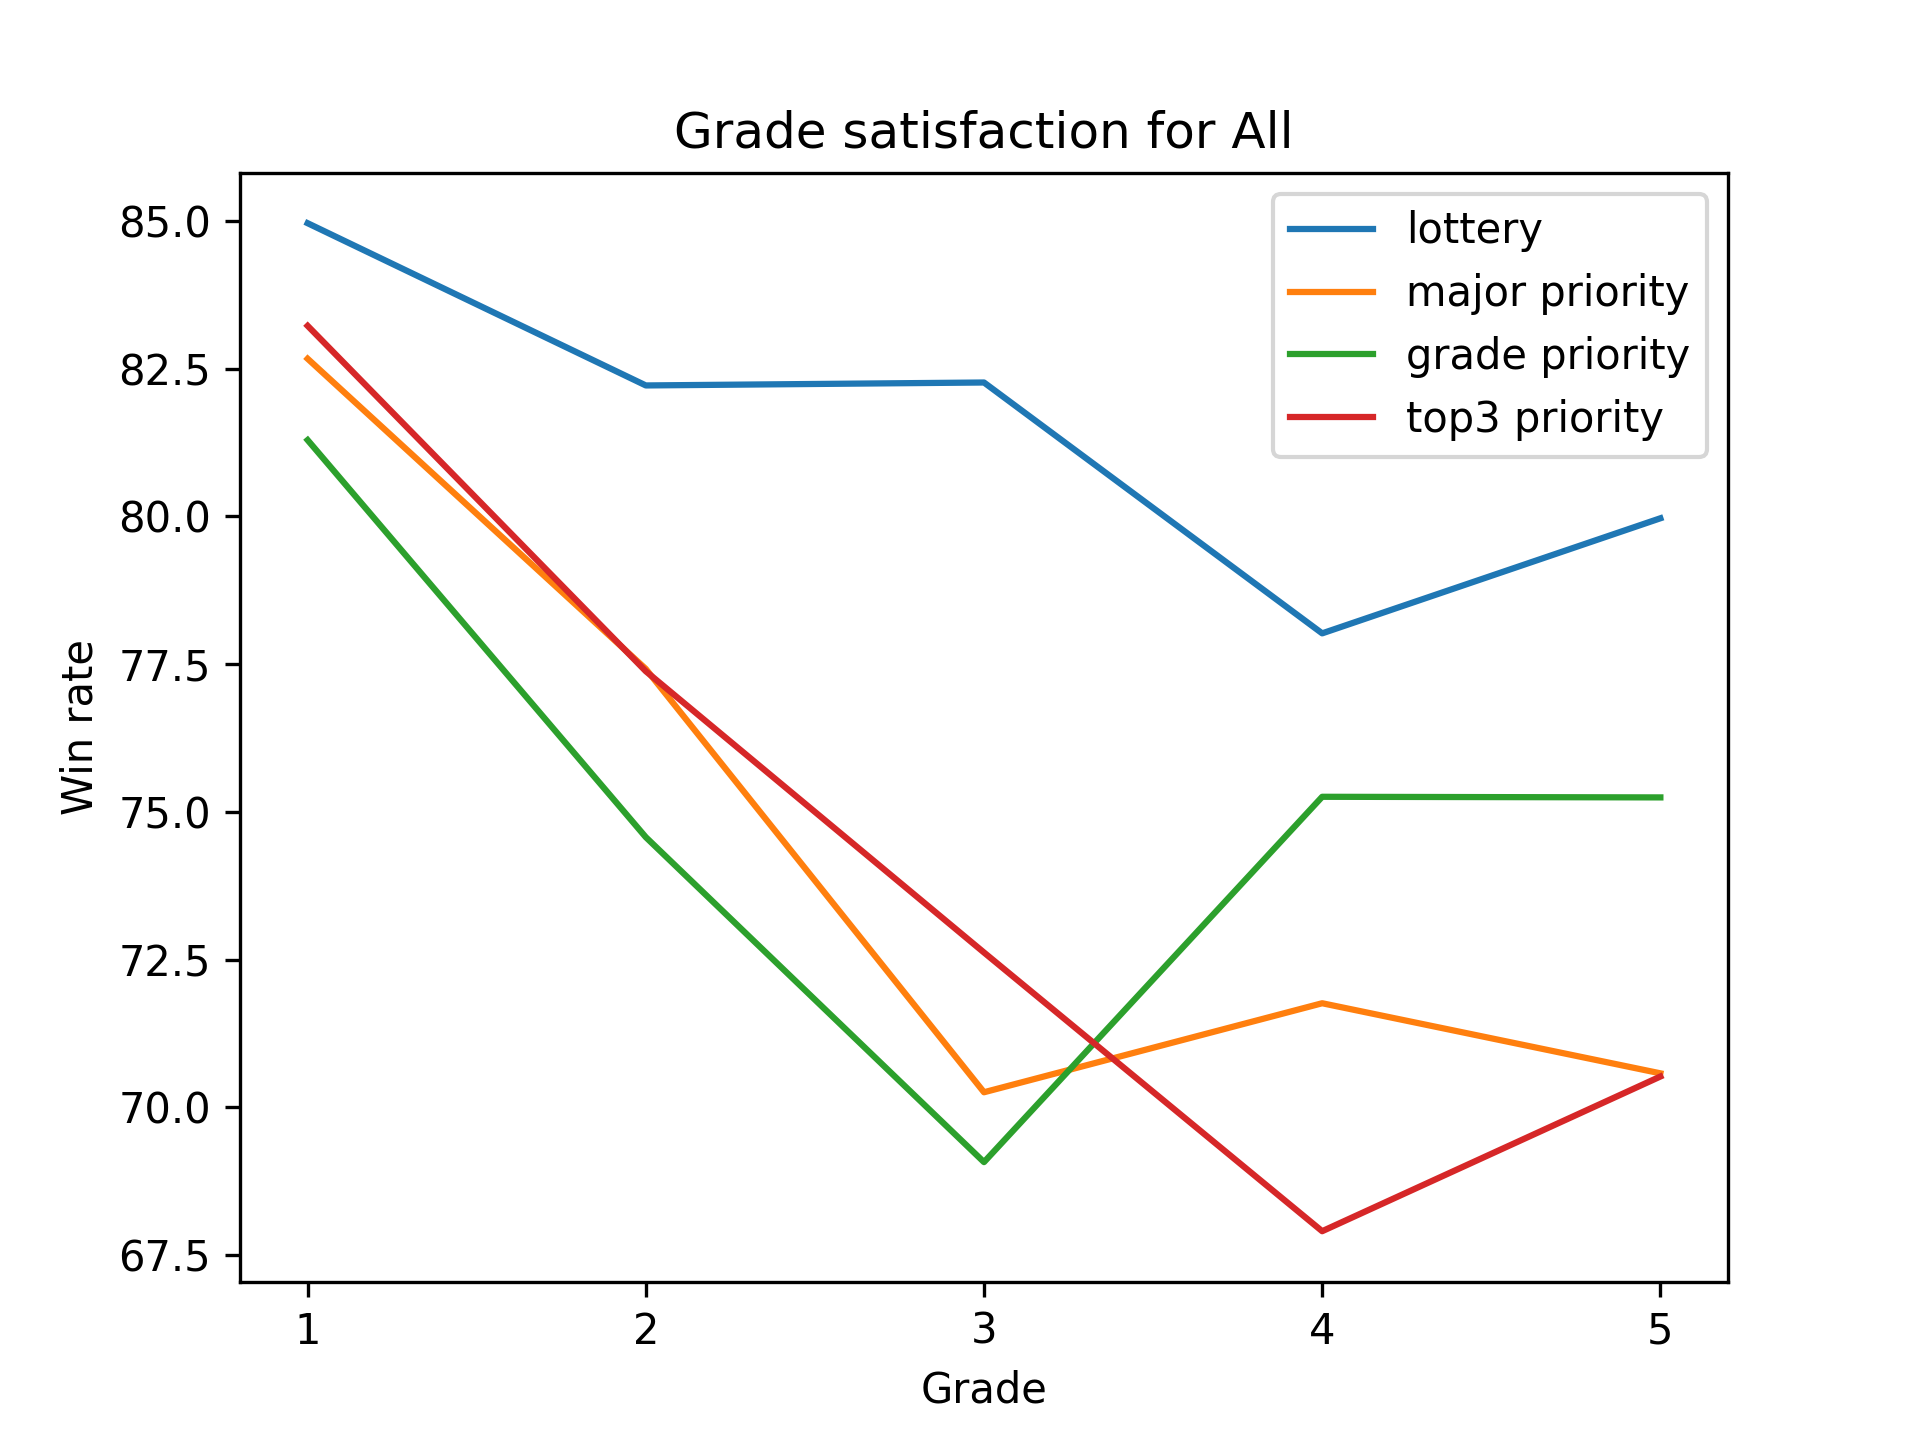 Grade satisfaction for All
lottery
major priority
grade priority
top3 priority
Win rate
85.0
82.5
80.0
77.5
75.0
72.5
70.0
67.5
1 2 3 4 5
Grade